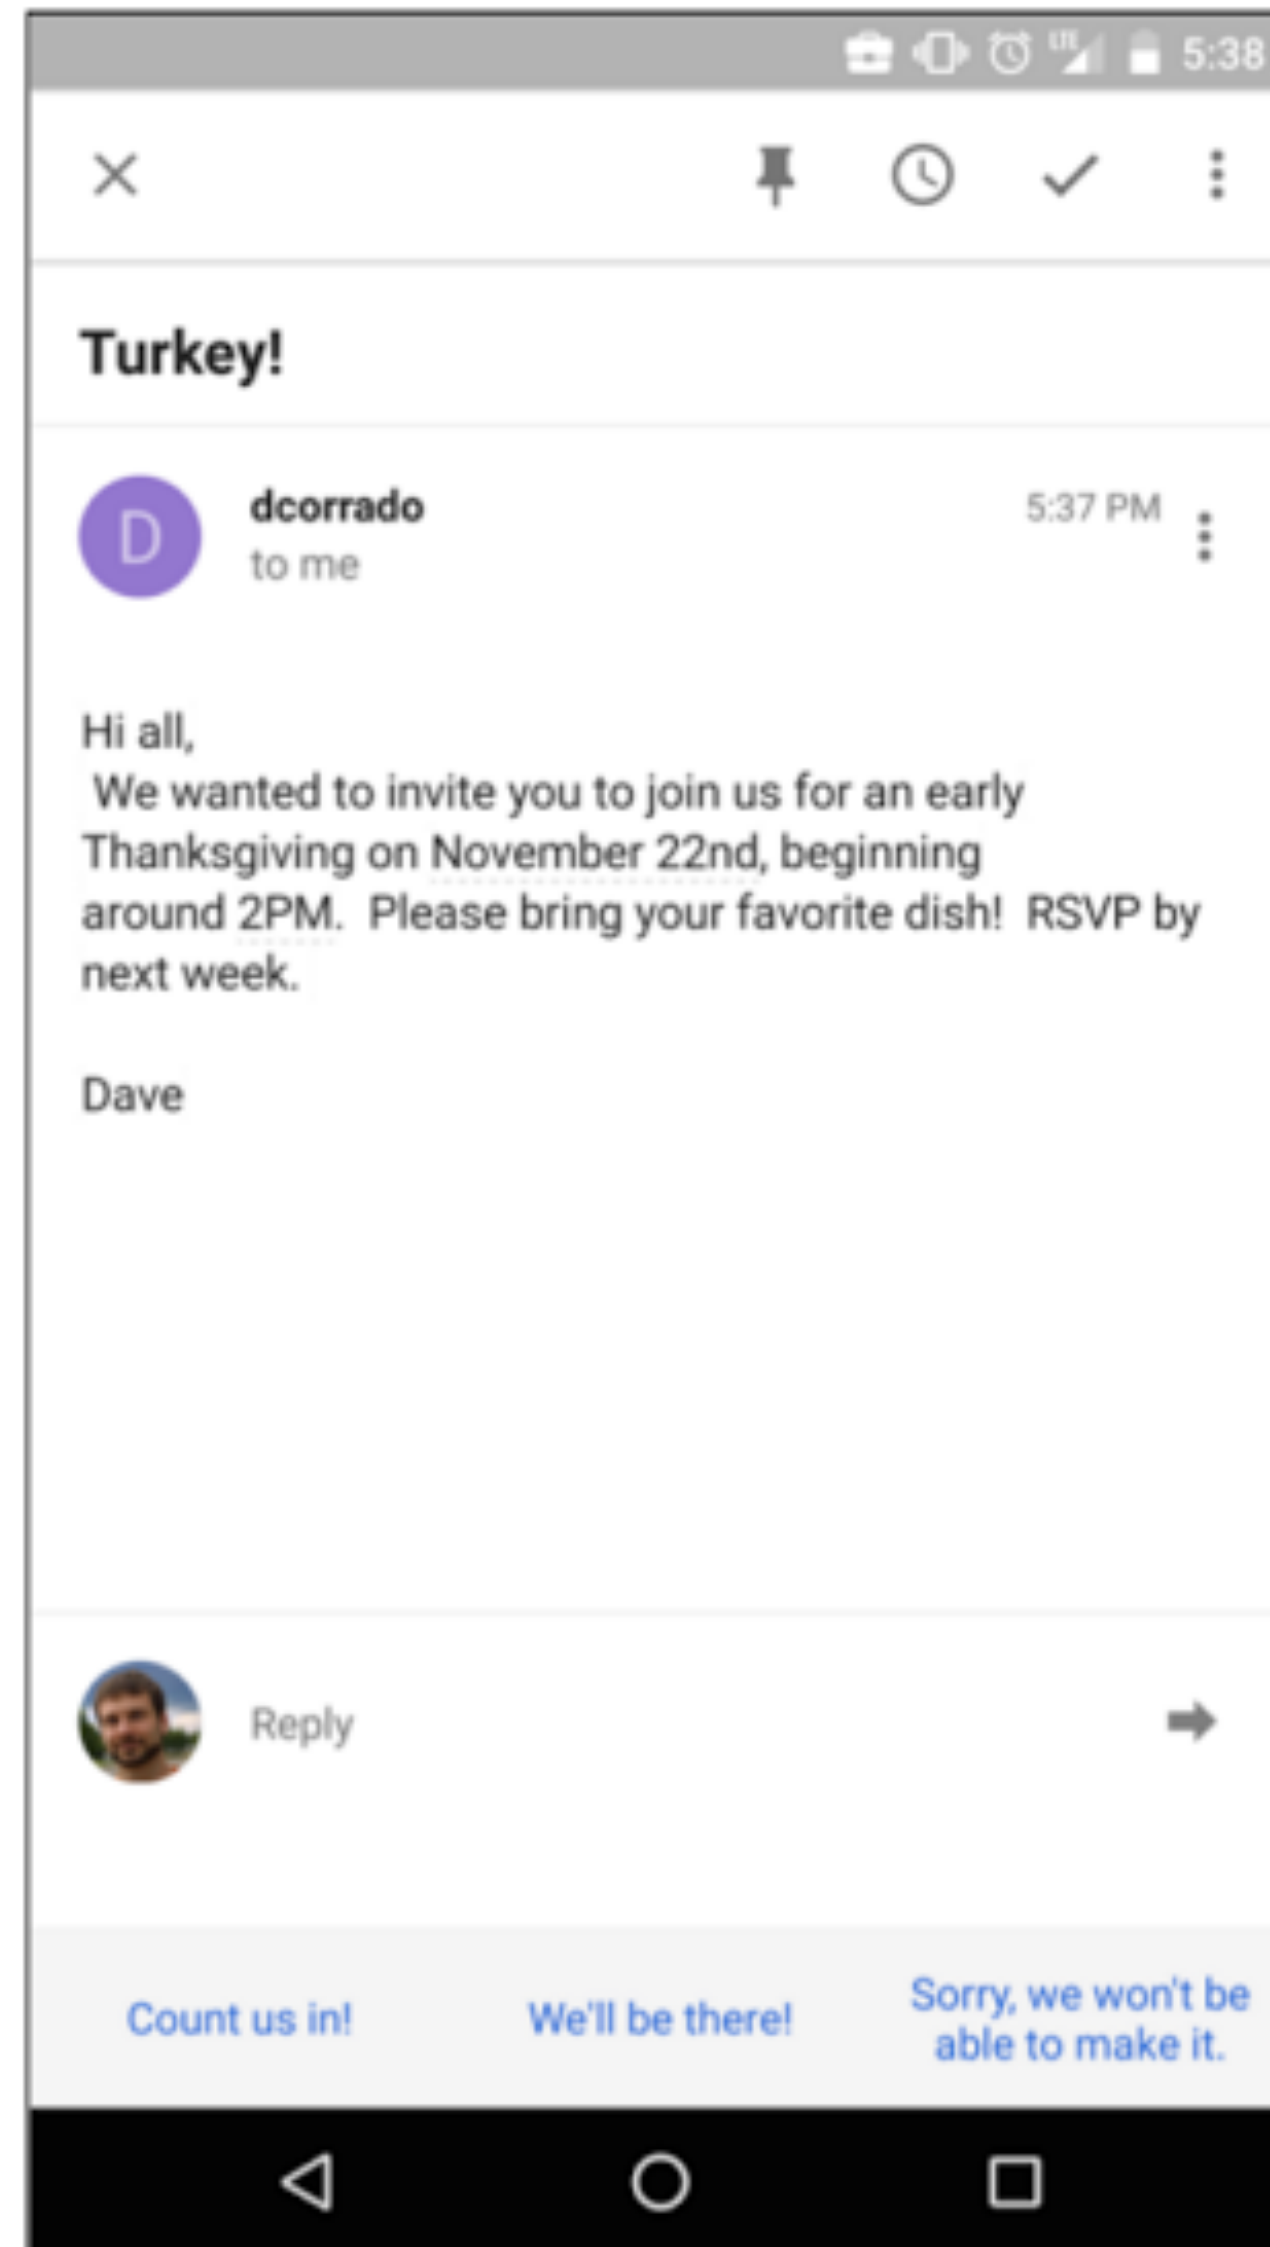 LTE 5:38
Turkey!
D
dcorrado
5:37 PM
to me
Hi all,
We wanted to invite you to join us for an early
Thanksgiving on November 22nd, beginning
around 2PM.  Please bring your favorite dish!  RSVP by
next week.
Dave
Reply
Count us in!
We'll be there!
Sorry, we won't be
able to make it.